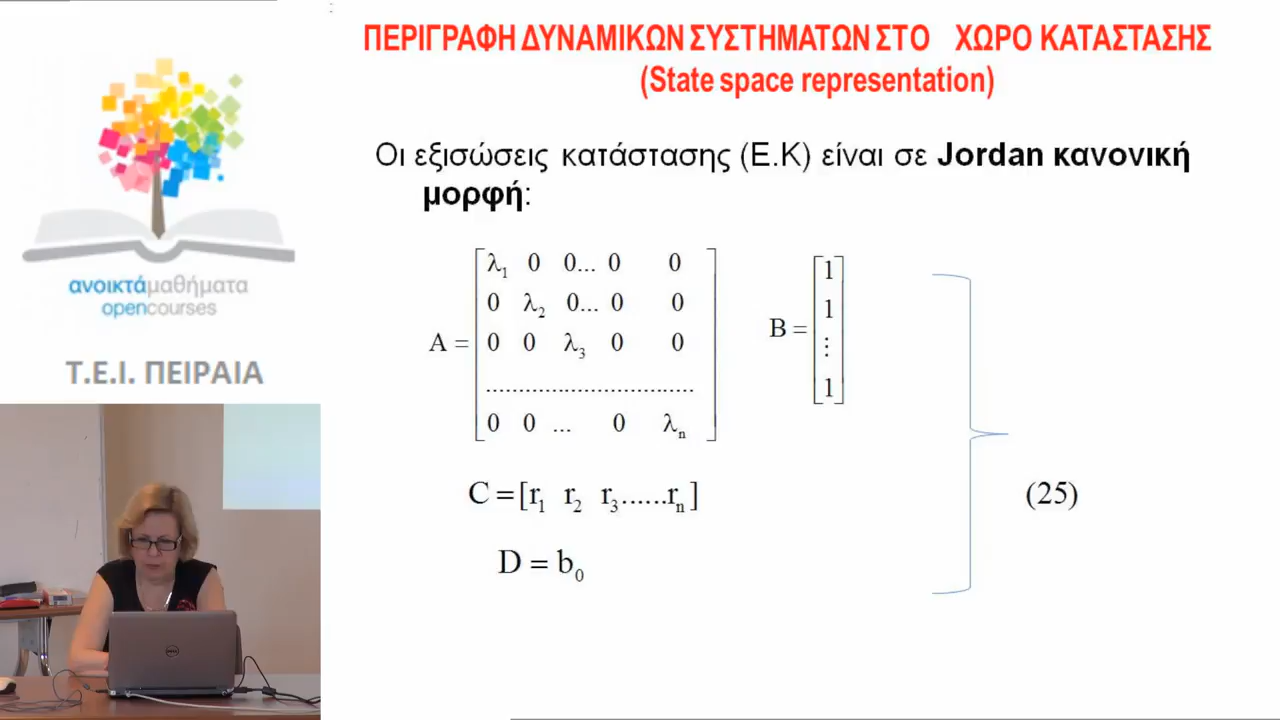 ΠΕΡΙΓΡΑΦΗ ΔΥΝΑΜΙΚΩΝ ΣΥΣΤΗΜΑΤΩΝ ΣΤΟ ΧΩΡΟ ΚΑΤΑΣΤΑΣΗΣ
(State space representation)
Οι εξισώσεις κατάστασης (Ε.Κ) είναι σε Jordan κανονική
μορφή:
A = [λ₁ 0 0... 0 0
0 λ₂ 0... 0 0
0 0 λ₃ 0 0
.................................
0 0 ... 0 λₙ]
B = [1
1
⋮
1]
C = [r₁ r₂ r₃......rₙ]
(25)
D = b₀
ανοικτάμαθήματα
opencourses
Τ.Ε.Ι. ΠΕΙΡΑΙΑ
DELL